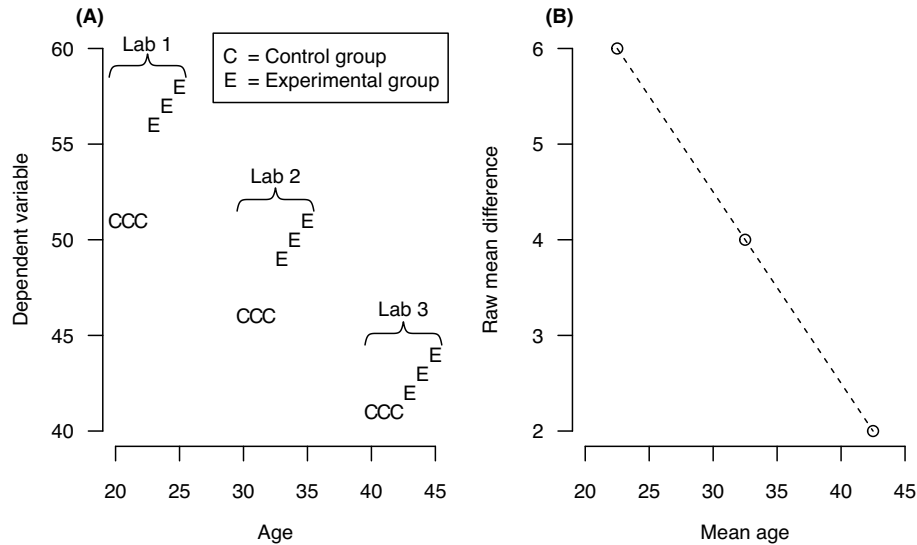 (A)
Lab 1
C = Control group
E = Experimental group
E
E
E
CCC
Lab 2
E
E
E
CCC
Lab 3
E
E
E
CCC
60
55
50
45
40
20 25 30 35 40 45
Age
Dependent variable
(B)
6
5
4
3
2
20 25 30 35 40 45
Mean age
Raw mean difference